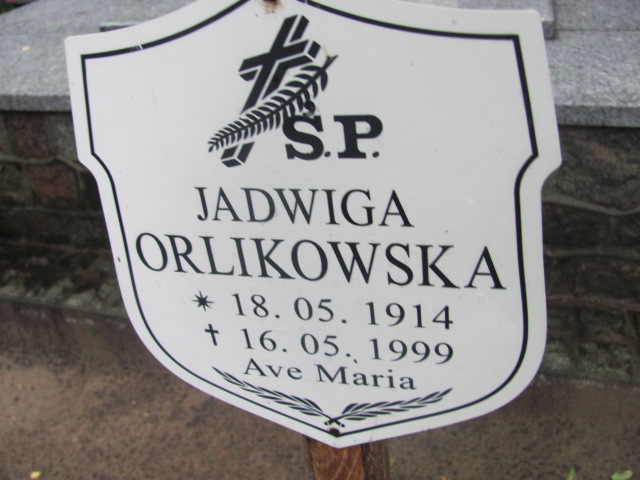 Ś.P.
JADWIGA
ORLIKOWSKA
* 18. 05. 1914
✝ 16. 05. 1999
Ave Maria